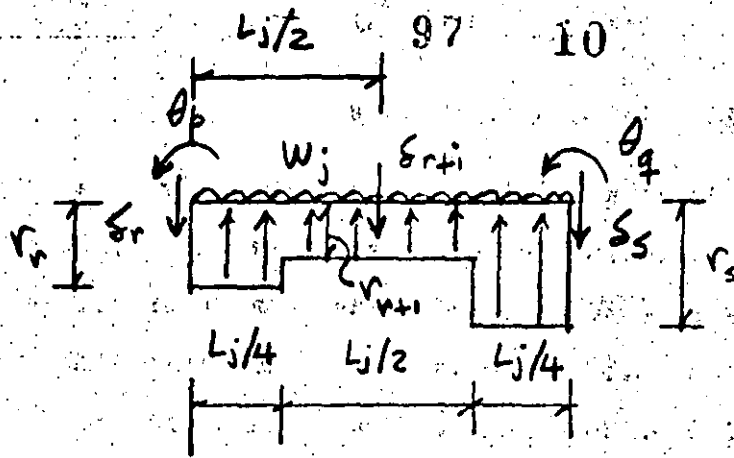 Lj/2 97 10
θp Wj δr+i θq
rr δr δs rs
rr+1
Lj/4 Lj/2 Lj/4